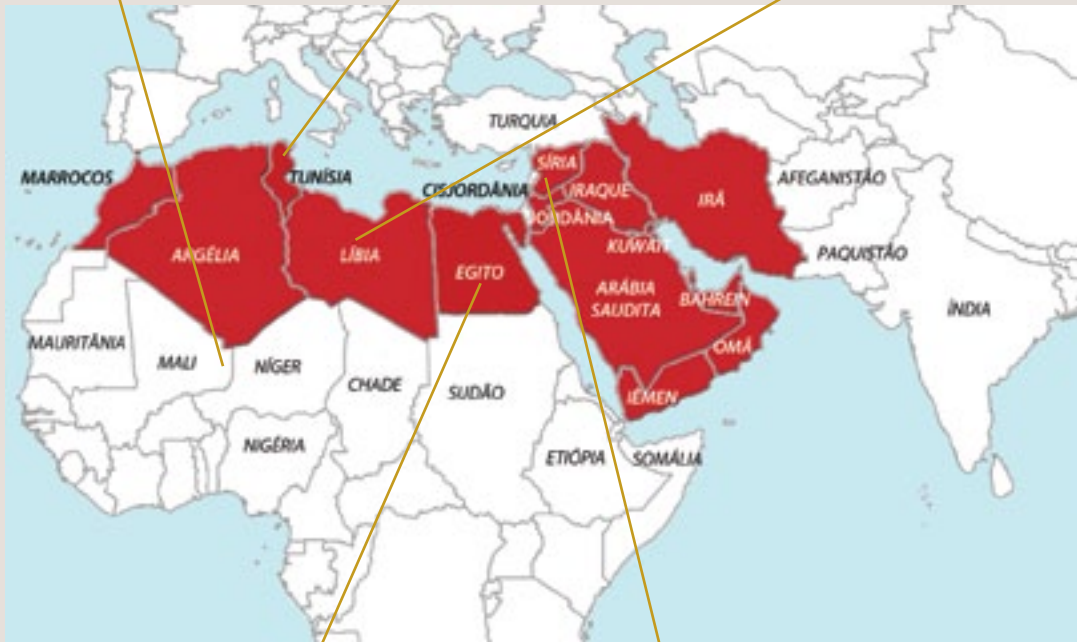 TURQUIA
MARROCOS
TUNÍSIA
SÍRIA
CISJORDÂNIA
IRAQUE
IRÃ
AFEGANISTÃO
JORDÂNIA
KUWAIT
ARGÉLIA
LÍBIA
EGITO
PAQUISTÃO
ARÁBIA
SAUDITA
BAHREIN
ÍNDIA
MAURITÂNIA
MALI
NÍGER
OMÃ
CHADE
SUDÃO
IÊMEN
NIGÉRIA
ETIÓPIA
SOMÁLIA